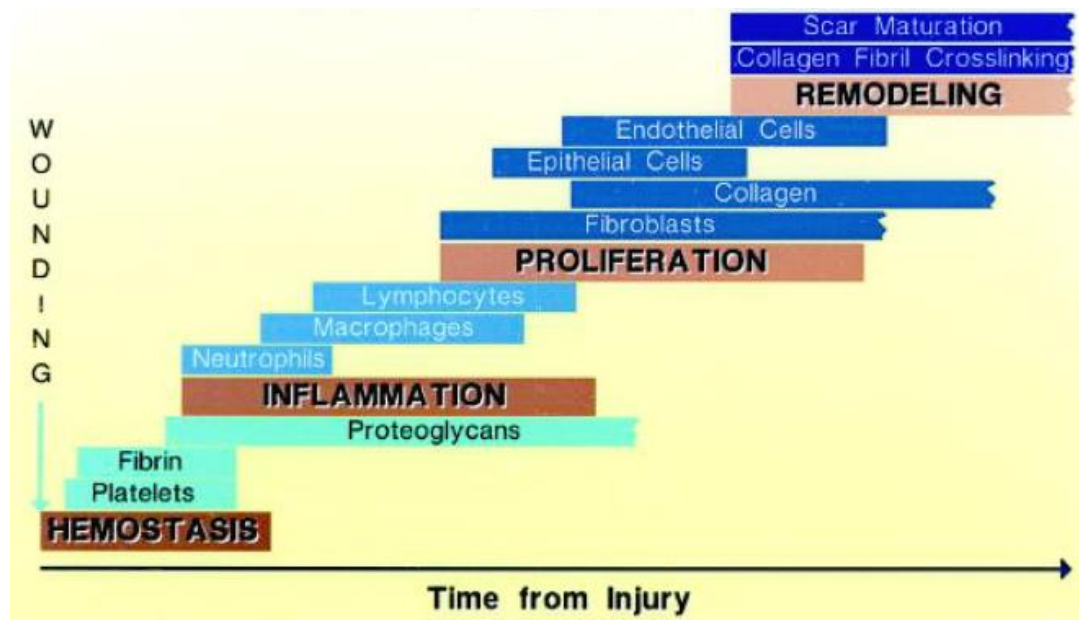 Scar Maturation
Collagen Fibril Crosslinking
REMODELING
Endothelial Cells
Epithelial Cells
Collagen
Fibroblasts
PROLIFERATION
Lymphocytes
Macrophages
Neutrophils
INFLAMMATION
Proteoglycans
Fibrin
Platelets
HEMOSTASIS
WOUNDING
Time from Injury